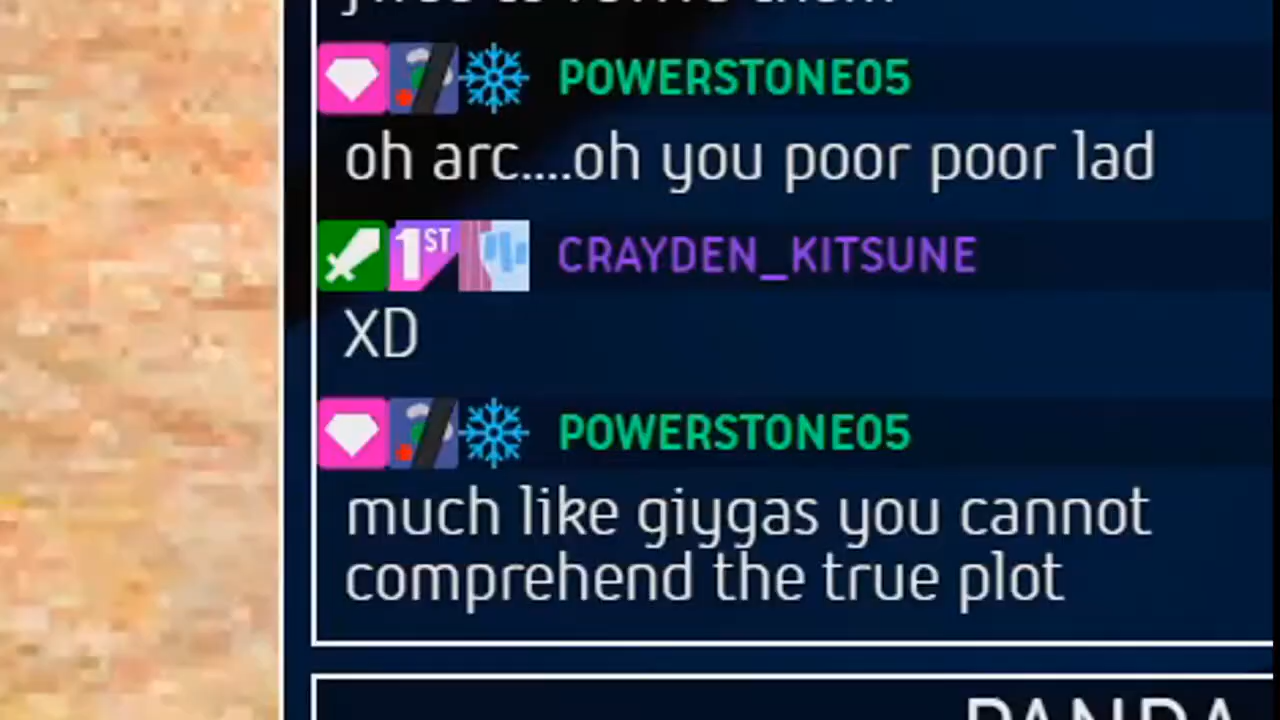 POWERSTONE05
oh arc....oh you poor poor lad
1ST
CRAYDEN_KITSUNE
XD
POWERSTONE05
much like giygas you cannot
comprehend the true plot
PANDA